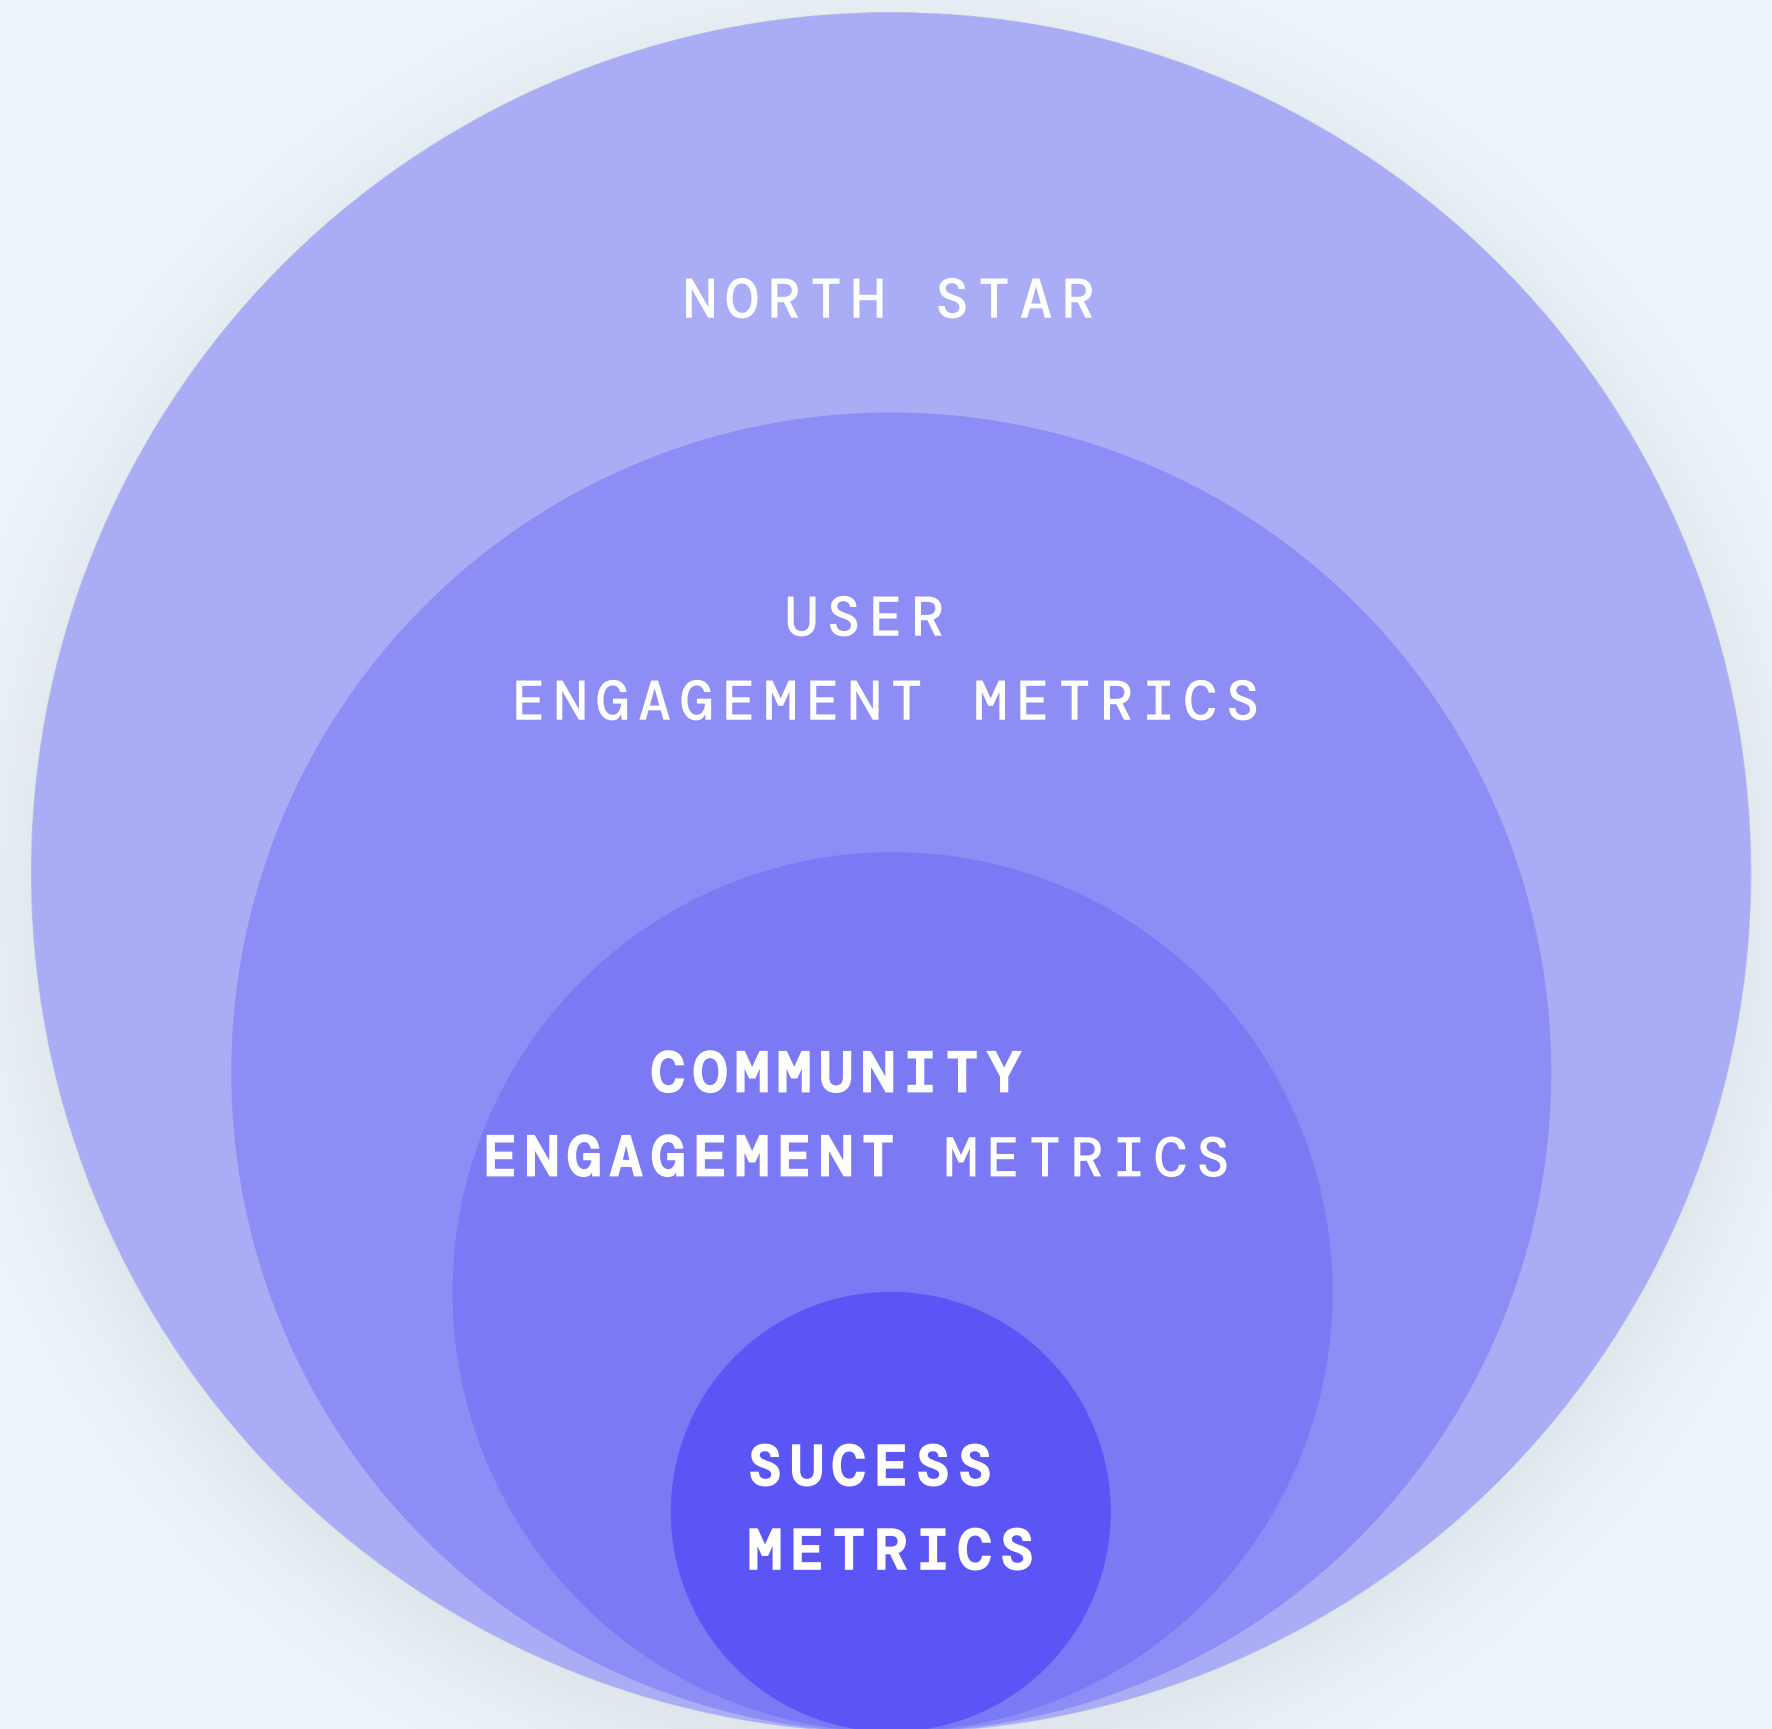 NORTH STAR
USER
ENGAGEMENT METRICS
COMMUNITY
ENGAGEMENT METRICS
SUCESS
METRICS